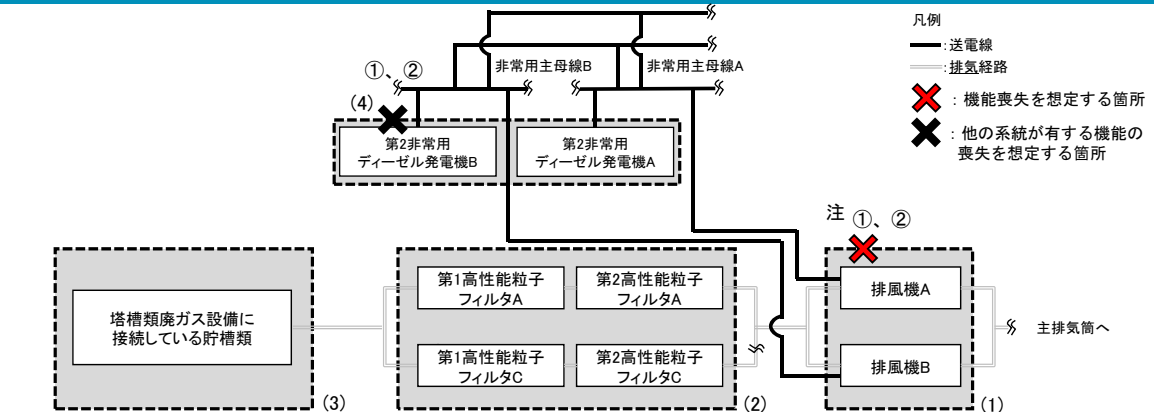 凡例
:送電線
:排気経路
:機能喪失を想定する箇所
:他の系統が有する機能の
喪失を想定する箇所
非常用主母線B
非常用主母線A
①、②
(4)
第2非常用
ディーゼル発電機B
第2非常用
ディーゼル発電機A
注 ①、②
塔槽類廃ガス設備に
接続している貯槽類
(3)
第1高性能粒子
フィルタA
第2高性能粒子
フィルタA
第1高性能粒子
フィルタC
第2高性能粒子
フィルタC
(2)
排風機A
排風機B
(1)
主排気筒へ